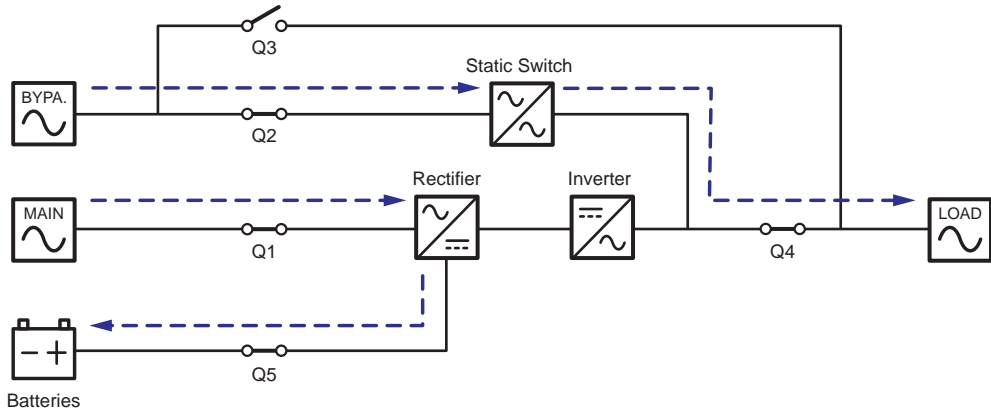 Q3
Static Switch
BYPA.
Q2
Rectifier
Inverter
MAIN
LOAD
Q1
Q4
Q5
Batteries